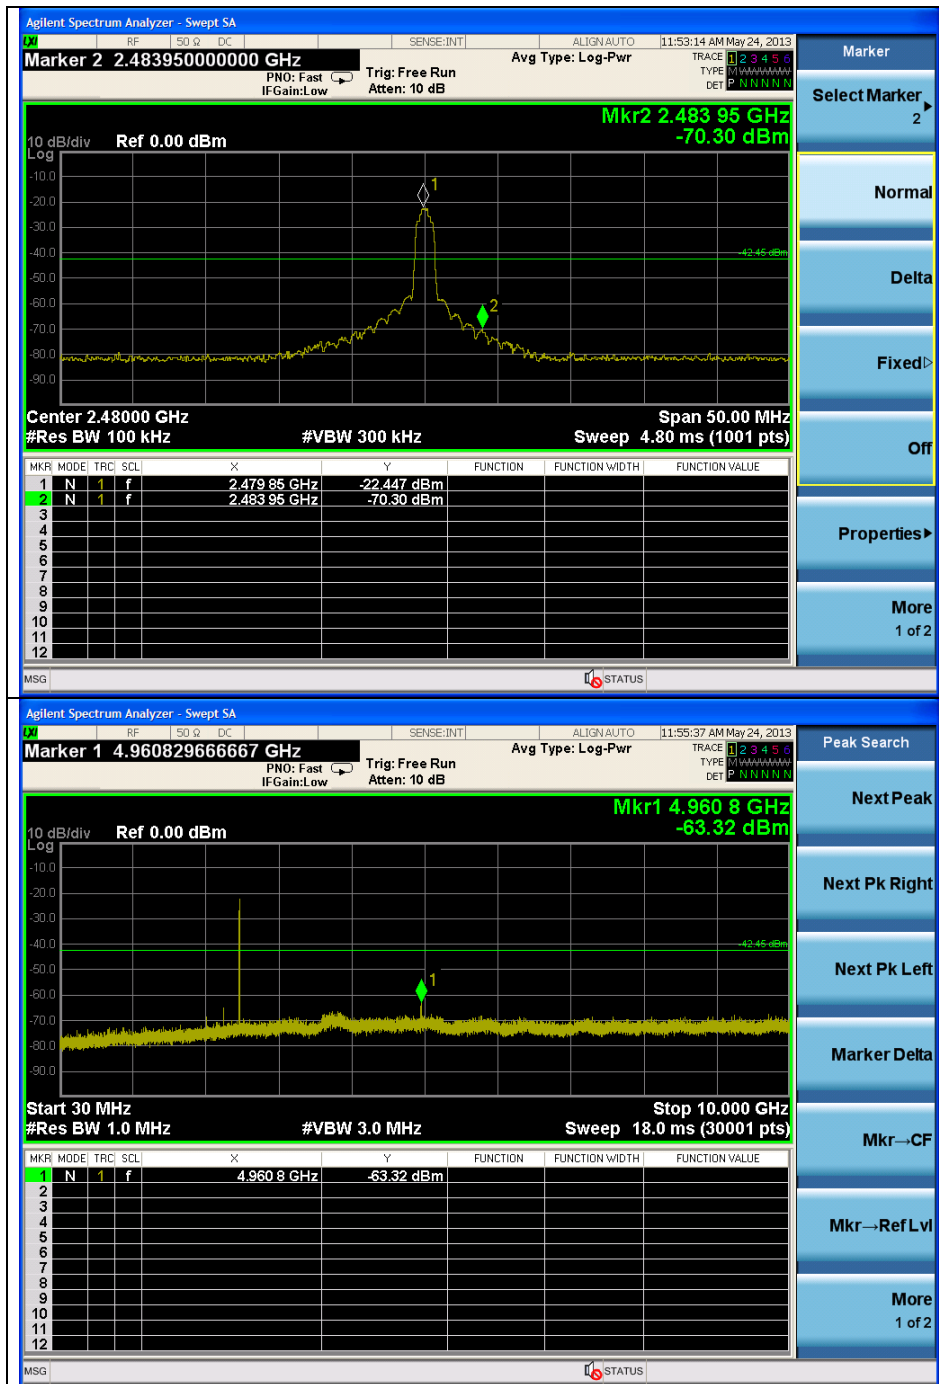 Agilent Spectrum Analyzer - Swept SA
LXI RF 50 Ω DC SENSE:INT ALIGN AUTO 11:53:14 AM May 24, 2013
Marker 2 2.483950000000 GHz
PNO: Fast
IFGain:Low
Trig: Free Run
Atten: 10 dB
Avg Type: Log-Pwr
TRACE 1 2 3 4 5 6
TYPE M WWWWW
DET P N N N N N
Mkr2 2.483 95 GHz
-70.30 dBm
10 dB/div Ref 0.00 dBm
Log
-10.0
-20.0
-30.0
-40.0
-50.0
-60.0
-70.0
-80.0
-90.0
1
2
-42.45 dBm
Center 2.48000 GHz Span 50.00 MHz
#Res BW 100 kHz #VBW 300 kHz Sweep 4.80 ms (1001 pts)
MKR MODE TRC SCL X Y FUNCTION FUNCTION WIDTH FUNCTION VALUE
1 N 1 f 2.479 85 GHz -22.447 dBm
2 N 1 f 2.483 95 GHz -70.30 dBm
3
4
5
6
7
8
9
10
11
12
MSG STATUS
Marker
Select Marker
2
Normal
Delta
Fixed
Off
Properties
More
1 of 2
Agilent Spectrum Analyzer - Swept SA
LXI RF 50 Ω DC SENSE:INT ALIGN AUTO 11:55:37 AM May 24, 2013
Marker 1 4.960829666667 GHz
PNO: Fast
IFGain:Low
Trig: Free Run
Atten: 10 dB
Avg Type: Log-Pwr
TRACE 1 2 3 4 5 6
TYPE M WWWWW
DET P N N N N N
Mkr1 4.960 8 GHz
-63.32 dBm
10 dB/div Ref 0.00 dBm
Log
-10.0
-20.0
-30.0
-40.0
-50.0
-60.0
-70.0
-80.0
-90.0
1
-42.45 dBm
Start 30 MHz Stop 10.000 GHz
#Res BW 1.0 MHz #VBW 3.0 MHz Sweep 18.0 ms (30001 pts)
MKR MODE TRC SCL X Y FUNCTION FUNCTION WIDTH FUNCTION VALUE
1 N 1 f 4.960 8 GHz -63.32 dBm
2
3
4
5
6
7
8
9
10
11
12
MSG STATUS
Peak Search
Next Peak
Next Pk Right
Next Pk Left
Marker Delta
Mkr→CF
Mkr→Ref Lvl
More
1 of 2